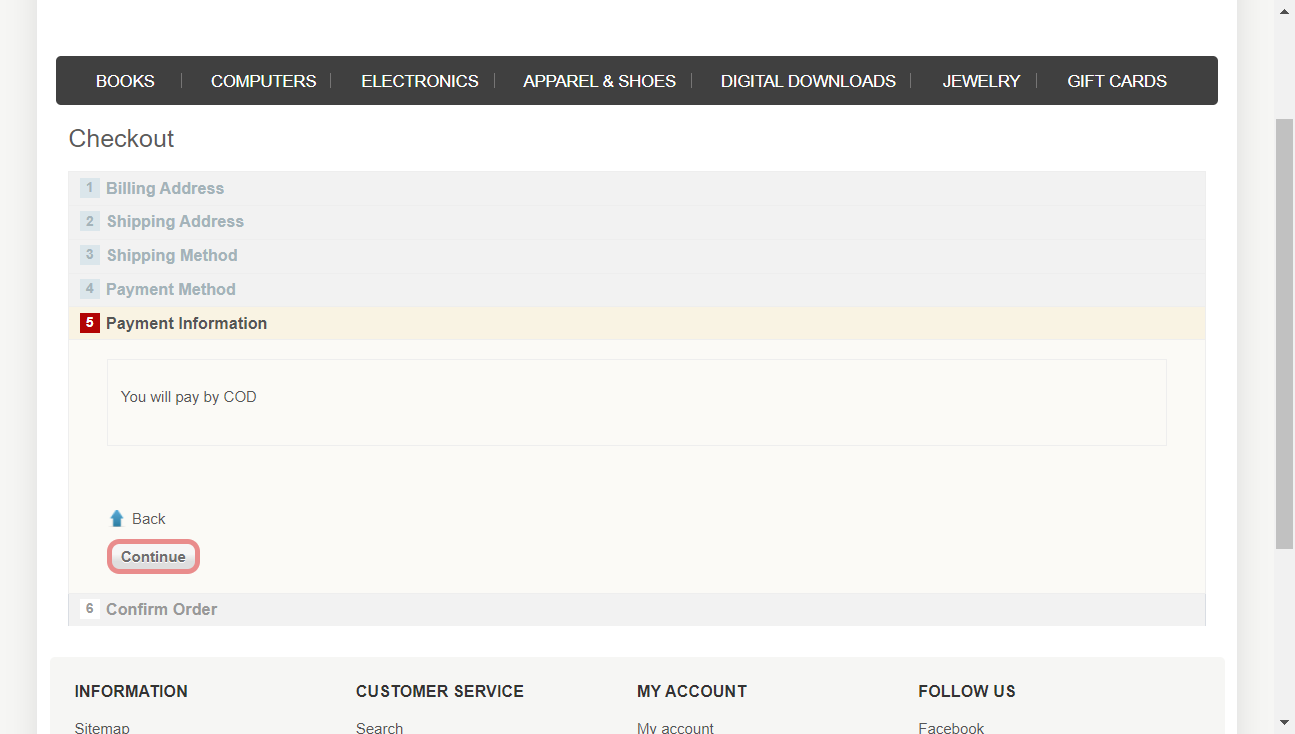 BOOKS COMPUTERS ELECTRONICS APPAREL & SHOES DIGITAL DOWNLOADS JEWELRY GIFT CARDS
Checkout
1 Billing Address
2 Shipping Address
3 Shipping Method
4 Payment Method
5 Payment Information
You will pay by COD
Back
Continue
6 Confirm Order
INFORMATION CUSTOMER SERVICE MY ACCOUNT FOLLOW US
Sitemap Search My account Facebook